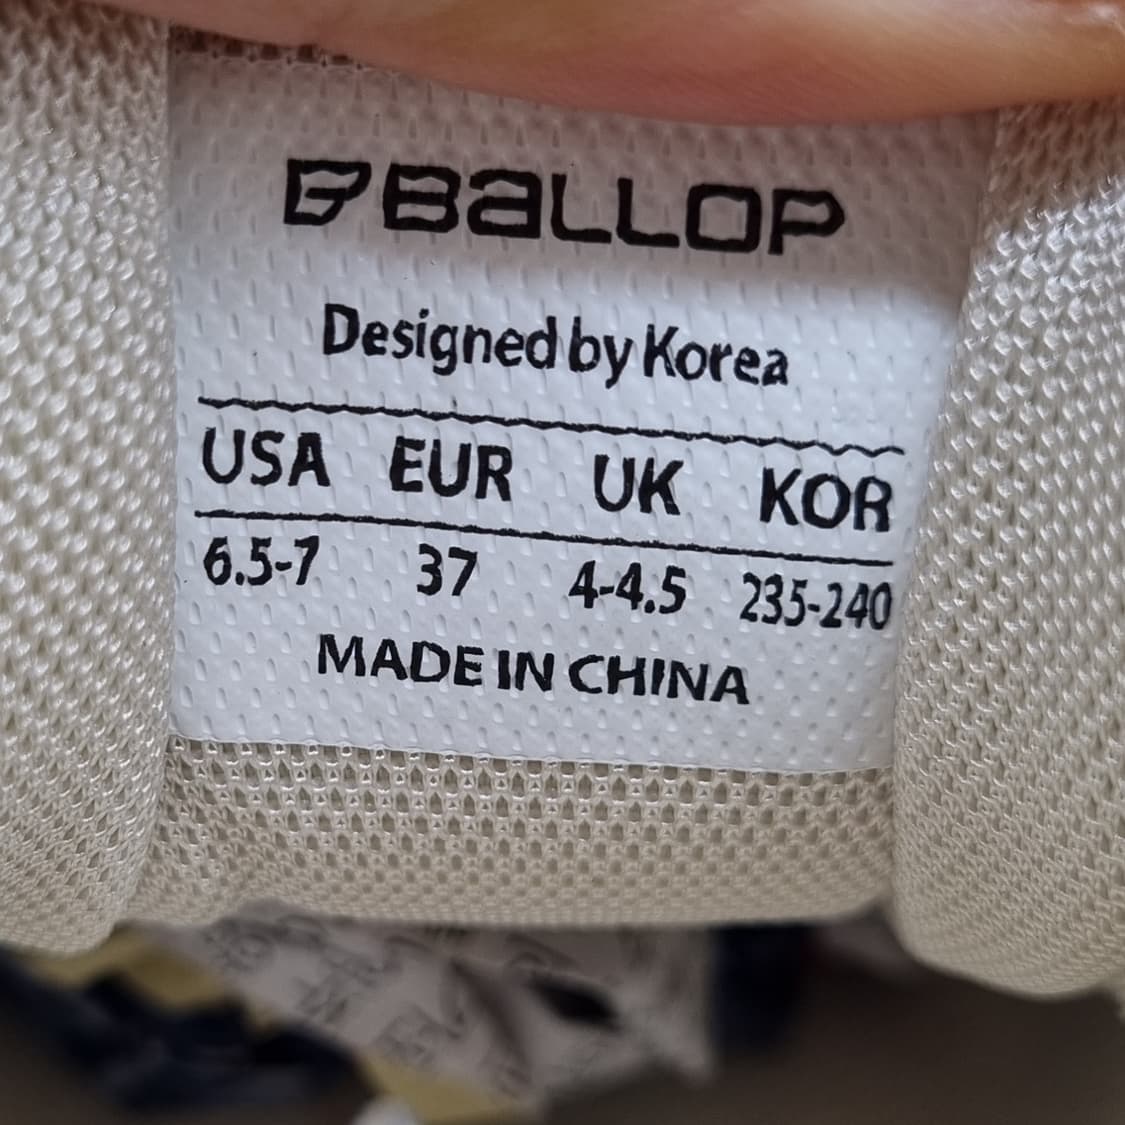 BALLOP
Designed by Korea
USA EUR UK KOR
6.5-7 37 4-4.5 235-240
MADE IN CHINA